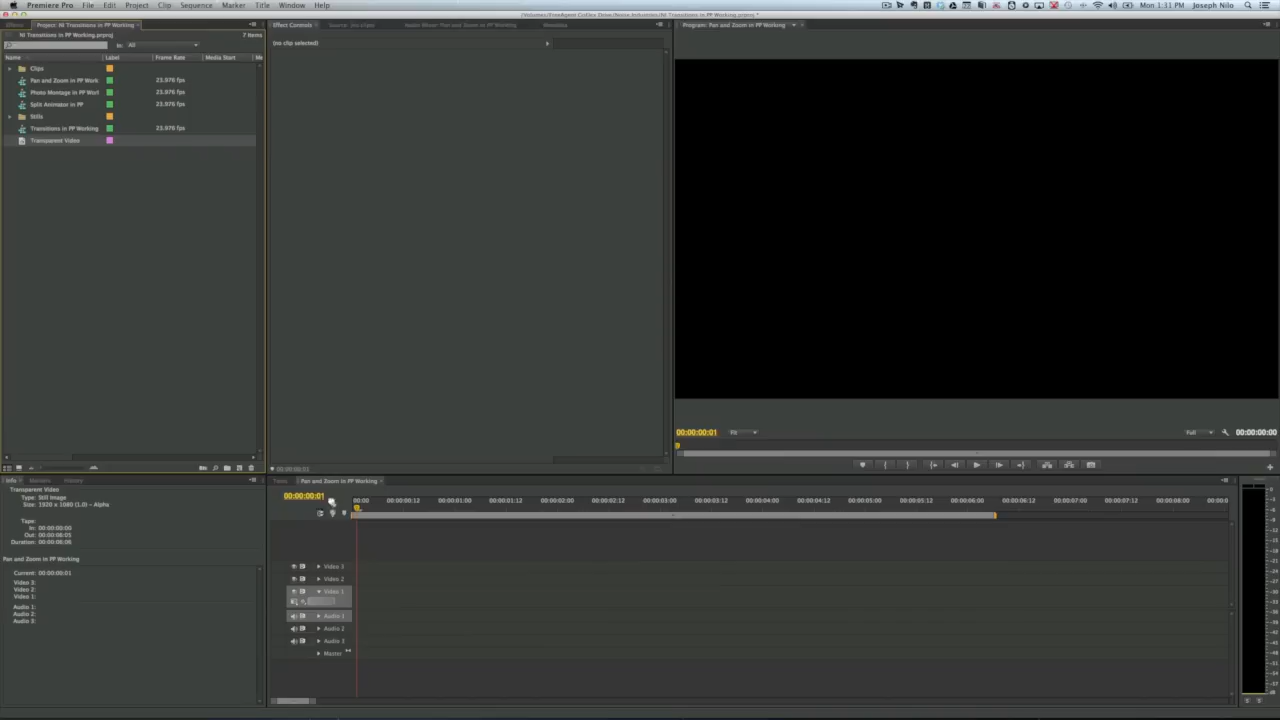 Premiere Pro File Edit Project Clip Sequence Marker Title Window Help Mon 1:31 PM Joseph Nilo
Project: NI Transitions in PP Working.prproj
NI Transitions in PP Working.prproj 7 Items
In: All
Name Label Frame Rate Media Start Me
Clips
Pan and Zoom in PP Work 23.976 fps
Photo Montage in PP Wor 23.976 fps
Split Animator in PP 23.976 fps
Stills
Transitions in PP Working 23.976 fps
Transparent Video
Effect Controls
(no clip selected)
00:00:00:01
Program: Pan and Zoom in PP Working
00:00:00:01 Fit Full 00:00:00:00
Info Markers History
Transparent Video
Type: Still Image
Size: 1920 x 1080 (1.0) – Alpha
Tape:
In: 00:00:00:00
Out: 00:00:06:05
Duration: 00:00:06:06
Pan and Zoom in PP Working
Current: 00:00:00:01
Video 3:
Video 2:
Video 1:
Audio 1:
Audio 2:
Audio 3:
Pan and Zoom in PP Working
00:00:00:01
00:00 00:00:00:12 00:00:01:00 00:00:01:12 00:00:02:00 00:00:02:12 00:00:03:00 00:00:03:12 00:00:04:00 00:00:04:12 00:00:05:00 00:00:05:12 00:00:06:00 00:00:06:12 00:00:07:00 00:00:07:12 00:00:08:00 00:00:0
Video 3
Video 2
Video 1
Audio 1
Audio 2
Audio 3
Master